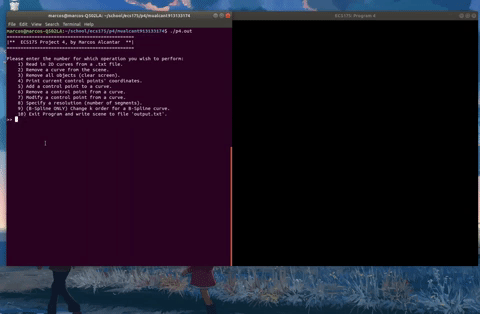 marcos@marcos-Q502LA: ~/school/ecs175/p4/mvalcant913133174
File Edit View Search Terminal Help
marcos@marcos-Q502LA:~/school/ecs175/p4/mvalcant913133174$ ./p4.out
|** ECS175 Project 4, by Marcos Alcantar **|
Please enter the number for which operation you wish to perform:
1) Read in 2D curves from a .txt file.
2) Remove a curve from the scene.
3) Remove all objects (clear screen).
4) Print current control points' coordinates.
5) Add a control point to a curve.
6) Remove a control point from a curve.
7) Modify a control point from a curve.
8) Specify a resolution (number of segments).
9) (B-Spline ONLY) Change k order for a B-Spline curve.
10) Exit Program and write scene to file 'output.txt'.
>>
ECS175: Program 4